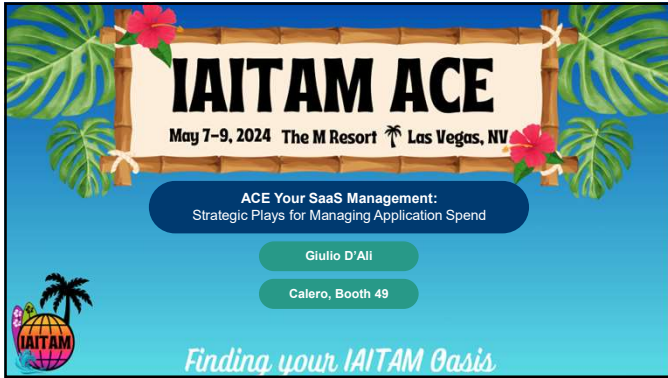 IAITAM ACE
May 7-9, 2024 The M Resort Las Vegas, NV
ACE Your SaaS Management:
Strategic Plays for Managing Application Spend
Giulio D'Ali
Calero, Booth 49
IAITAM
Finding your IAITAM Oasis